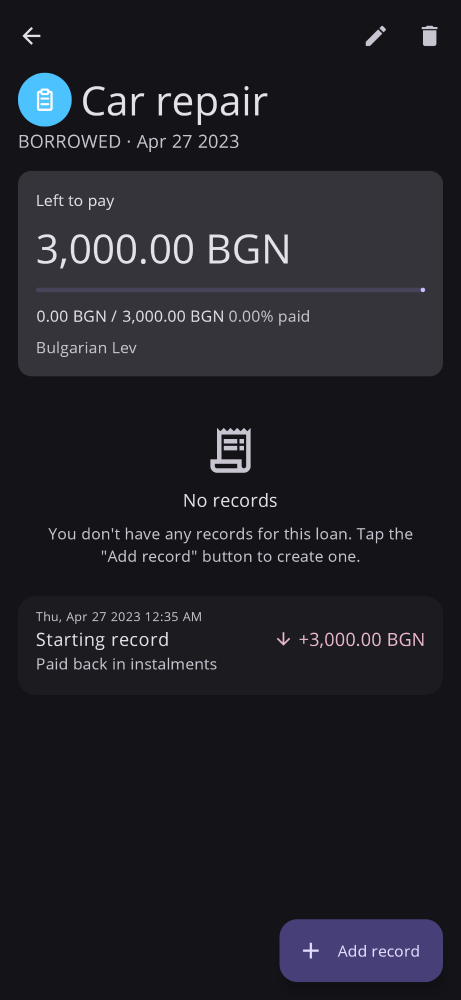 Car repair
BORROWED · Apr 27 2023
Left to pay
3,000.00 BGN
0.00 BGN / 3,000.00 BGN 0.00% paid
Bulgarian Lev
No records
You don't have any records for this loan. Tap the
"Add record" button to create one.
Thu, Apr 27 2023 12:35 AM
Starting record
+3,000.00 BGN
Paid back in instalments
Add record